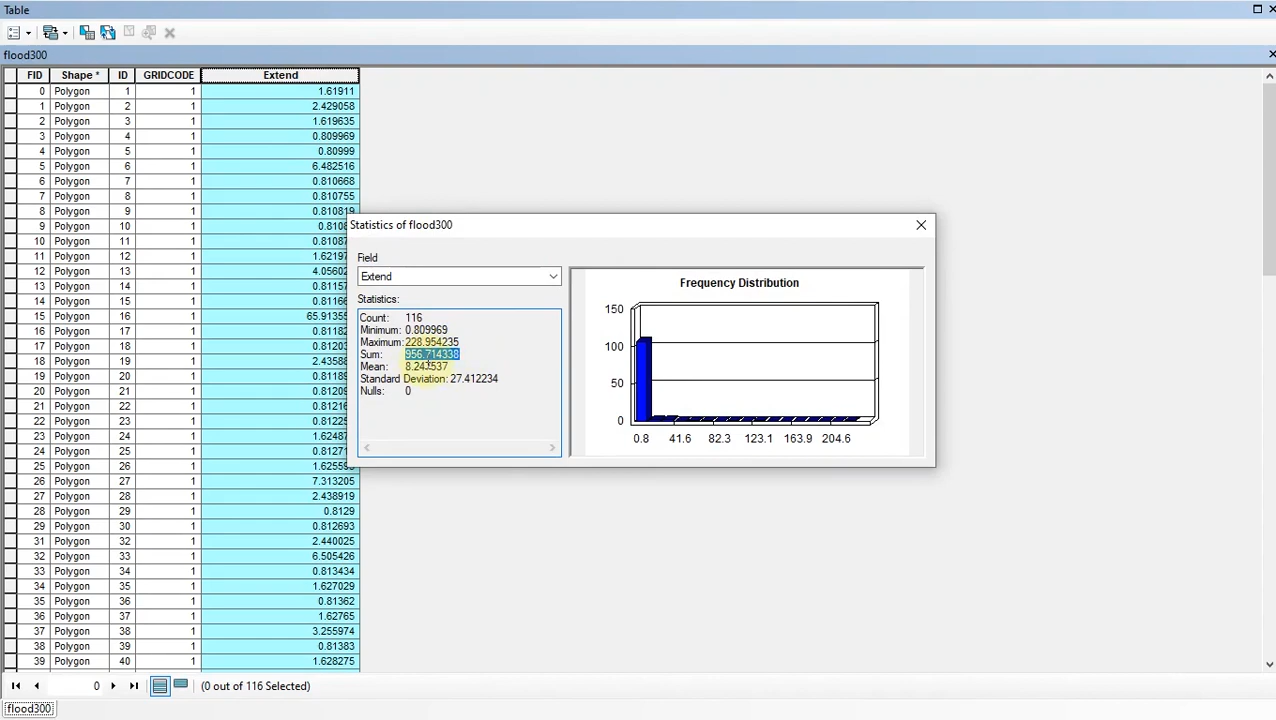 Table
flood300
FID Shape * ID GRIDCODE Extend
0 Polygon 1 1 1.61911
1 Polygon 2 1 2.429058
2 Polygon 3 1 1.619635
3 Polygon 4 1 0.809969
4 Polygon 5 1 0.80999
5 Polygon 6 1 6.482516
6 Polygon 7 1 0.810668
7 Polygon 8 1 0.810755
8 Polygon 9 1 0.810819
9 Polygon 10 1
10 Polygon 11 1
11 Polygon 12 1
12 Polygon 13 1
13 Polygon 14 1
14 Polygon 15 1
15 Polygon 16 1
16 Polygon 17 1
17 Polygon 18 1
18 Polygon 19 1
19 Polygon 20 1
20 Polygon 21 1
21 Polygon 22 1
22 Polygon 23 1
23 Polygon 24 1
24 Polygon 25 1
25 Polygon 26 1
26 Polygon 27 1 7.313205
27 Polygon 28 1 2.438919
28 Polygon 29 1 0.8129
29 Polygon 30 1 0.812693
31 Polygon 32 1 2.440025
32 Polygon 33 1 6.505426
33 Polygon 34 1 0.813434
34 Polygon 35 1 1.627029
35 Polygon 36 1 0.81362
36 Polygon 37 1 1.62765
37 Polygon 38 1 3.255974
38 Polygon 39 1 0.81383
39 Polygon 40 1 1.628275
Statistics of flood300
Field
Extend
Statistics:
Count: 116
Minimum: 0.809969
Maximum: 228.954235
Sum: 956.714338
Mean:
Standard Deviation: 27.412234
Nulls: 0
Frequency Distribution
150
100
50
0
0.8 41.6 82.3 123.1 163.9 204.6
0 (0 out of 116 Selected)
flood300